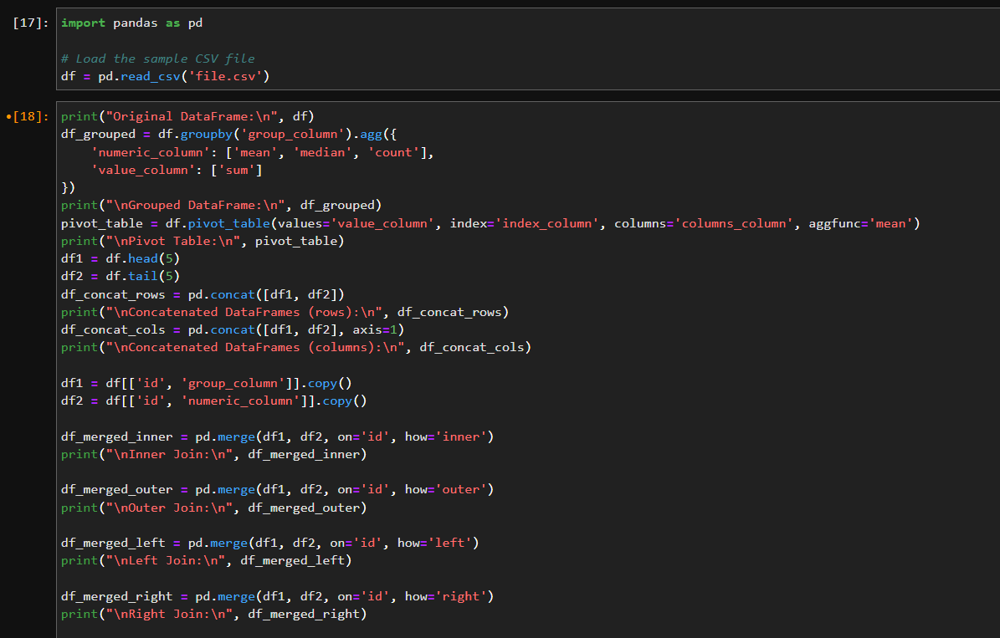 [17]: import pandas as pd

# Load the sample CSV file
df = pd.read_csv('file.csv')

•[18]: print("Original DataFrame:\n", df)
df_grouped = df.groupby('group_column').agg({
    'numeric_column': ['mean', 'median', 'count'],
    'value_column': ['sum']
})
print("\nGrouped DataFrame:\n", df_grouped)
pivot_table = df.pivot_table(values='value_column', index='index_column', columns='columns_column', aggfunc='mean')
print("\nPivot Table:\n", pivot_table)
df1 = df.head(5)
df2 = df.tail(5)
df_concat_rows = pd.concat([df1, df2])
print("\nConcatenated DataFrames (rows):\n", df_concat_rows)
df_concat_cols = pd.concat([df1, df2], axis=1)
print("\nConcatenated DataFrames (columns):\n", df_concat_cols)

df1 = df[['id', 'group_column']].copy()
df2 = df[['id', 'numeric_column']].copy()

df_merged_inner = pd.merge(df1, df2, on='id', how='inner')
print("\nInner Join:\n", df_merged_inner)

df_merged_outer = pd.merge(df1, df2, on='id', how='outer')
print("\nOuter Join:\n", df_merged_outer)

df_merged_left = pd.merge(df1, df2, on='id', how='left')
print("\nLeft Join:\n", df_merged_left)

df_merged_right = pd.merge(df1, df2, on='id', how='right')
print("\nRight Join:\n", df_merged_right)